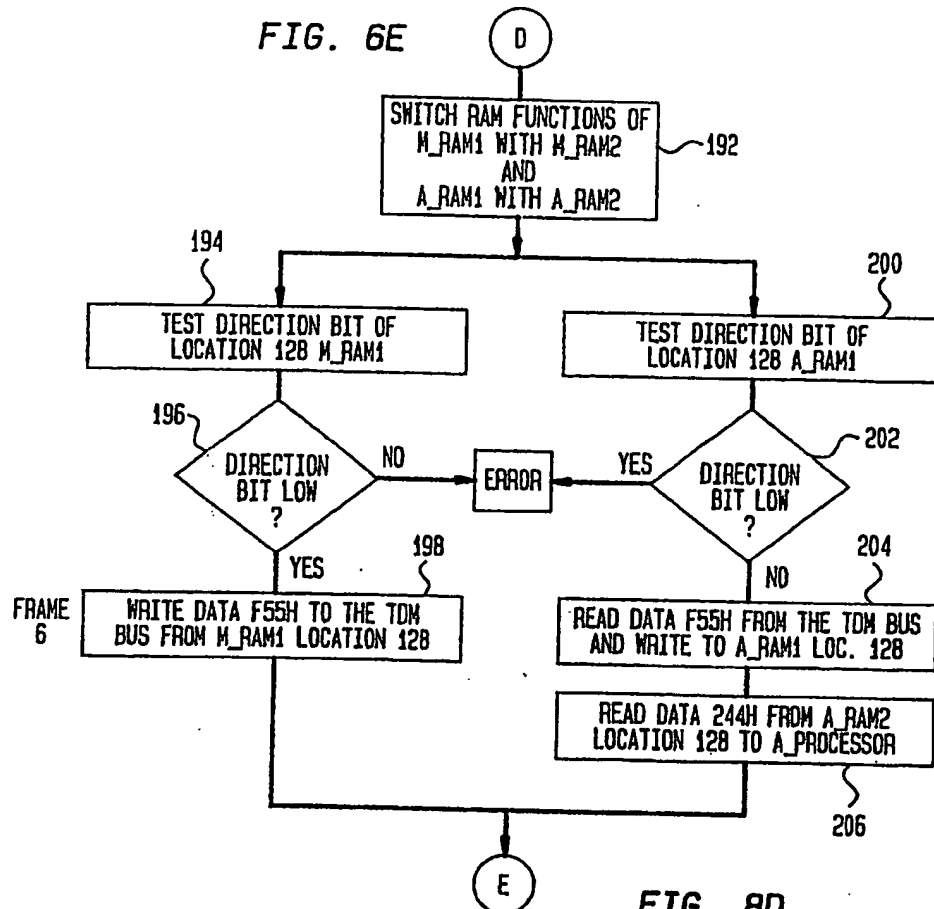 FIG. 6E
D
SWITCH RAM FUNCTIONS OF
M_RAM1 WITH M_RAM2
AND
A_RAM1 WITH A_RAM2
192
194
TEST DIRECTION BIT OF
LOCATION 128 M_RAM1
200
TEST DIRECTION BIT OF
LOCATION 128 A_RAM1
196
DIRECTION
BIT LOW
?
NO
ERROR
YES
202
DIRECTION
BIT LOW
?
YES
198
NO
204
FRAME
6
WRITE DATA F55H TO THE TDM
BUS FROM M_RAM1 LOCATION 128
READ DATA F55H FROM THE TDM BUS
AND WRITE TO A_RAM1 LOC. 128
READ DATA 244H FROM A_RAM2
LOCATION 128 TO A_PROCESSOR
206
E
FIG. 8D